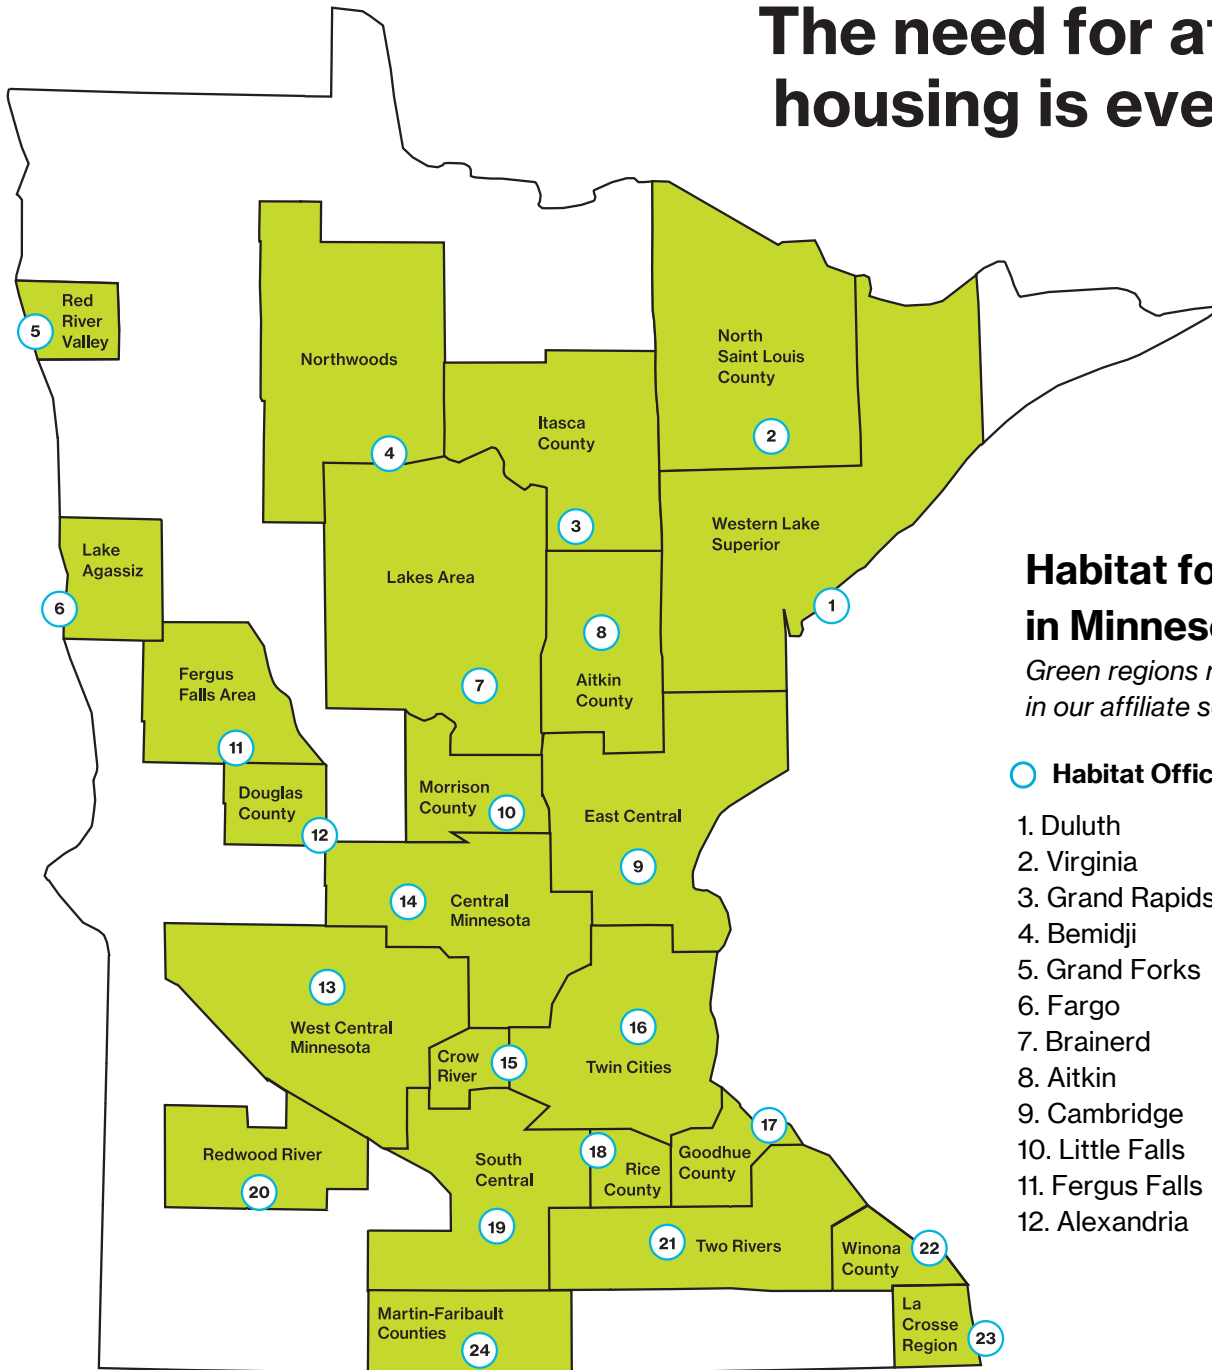 The need for af
housing is eve
Red
River
Valley
5
Northwoods
4
North
Saint Louis
County
2
Itasca
County
3
Western Lake
Superior
1
Lake
Agassiz
6
Lakes Area
7
8
Aitkin
County
Fergus
Falls Area
11
Douglas
County
12
Morrison
County
10
East Central
9
14
Central
Minnesota
13
West Central
Minnesota
Crow
River
15
16
Twin Cities
17
Goodhue
County
18
Rice
County
South
Central
19
Redwood River
20
21
Two Rivers
Winona
County
22
La
Crosse
Region
23
Martin-Faribault
Counties
24
Habitat fo
in Minnes
Green regions
in our affiliate s
Habitat Offic
1. Duluth
2. Virginia
3. Grand Rapids
4. Bemidji
5. Grand Forks
6. Fargo
7. Brainerd
8. Aitkin
9. Cambridge
10. Little Falls
11. Fergus Falls
12. Alexandria